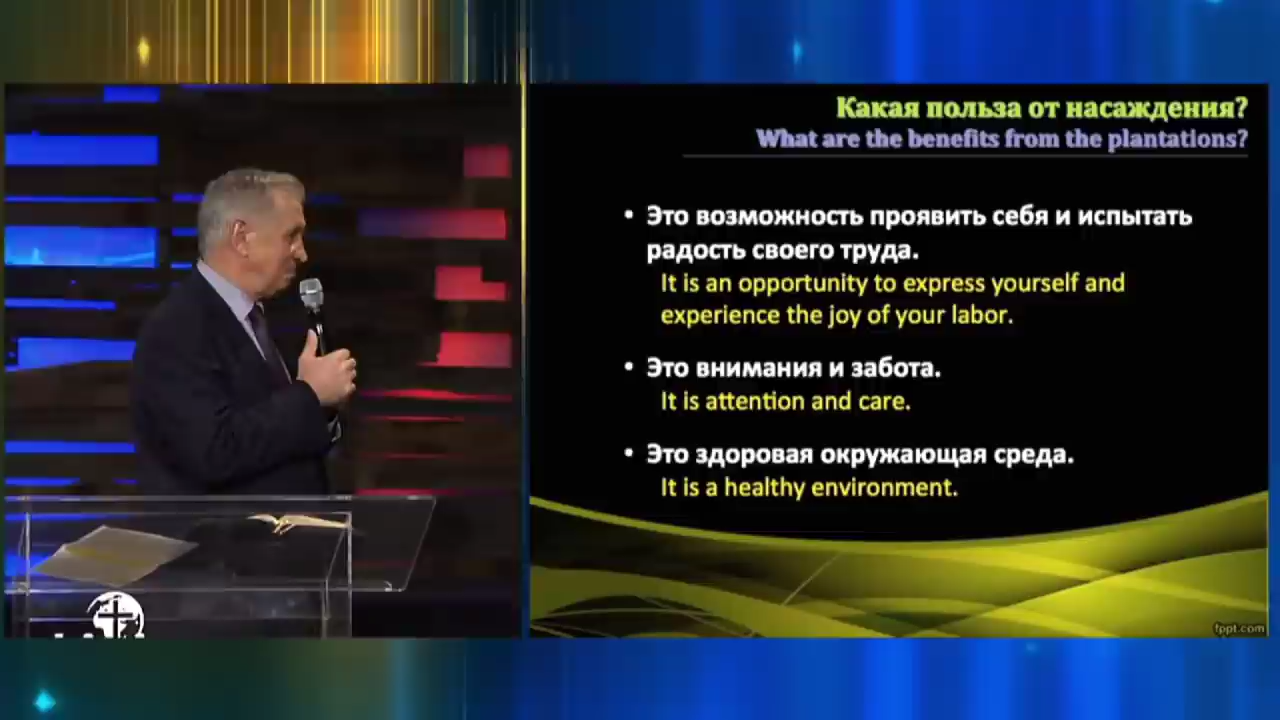 Какая польза от насаждения?
What are the benefits from the plantations?
• Это возможность проявить себя и испытать
радость своего труда.
It is an opportunity to express yourself and
experience the joy of your labor.
• Это внимания и забота.
It is attention and care.
• Это здоровая окружающая среда.
It is a healthy environment.
fppt.com